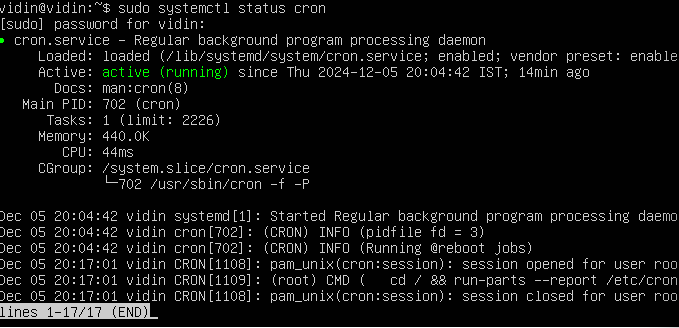 vidin@vidin:~$ sudo systemctl status cron
[sudo] password for vidin:
● cron.service – Regular background program processing daemon
Loaded: loaded (/lib/systemd/system/cron.service; enabled; vendor preset: enable
Active: active (running) since Thu 2024-12-05 20:04:42 IST; 14min ago
Docs: man:cron(8)
Main PID: 702 (cron)
Tasks: 1 (limit: 2226)
Memory: 440.0K
CPU: 44ms
CGroup: /system.slice/cron.service
└─702 /usr/sbin/cron -f -P
Dec 05 20:04:42 vidin systemd[1]: Started Regular background program processing daemo
Dec 05 20:04:42 vidin cron[702]: (CRON) INFO (pidfile fd = 3)
Dec 05 20:04:42 vidin cron[702]: (CRON) INFO (Running @reboot jobs)
Dec 05 20:17:01 vidin CRON[1108]: pam_unix(cron:session): session opened for user roo
Dec 05 20:17:01 vidin CRON[1109]: (root) CMD (   cd / && run-parts --report /etc/cron
Dec 05 20:17:01 vidin CRON[1108]: pam_unix(cron:session): session closed for user roo
lines 1-17/17 (END)